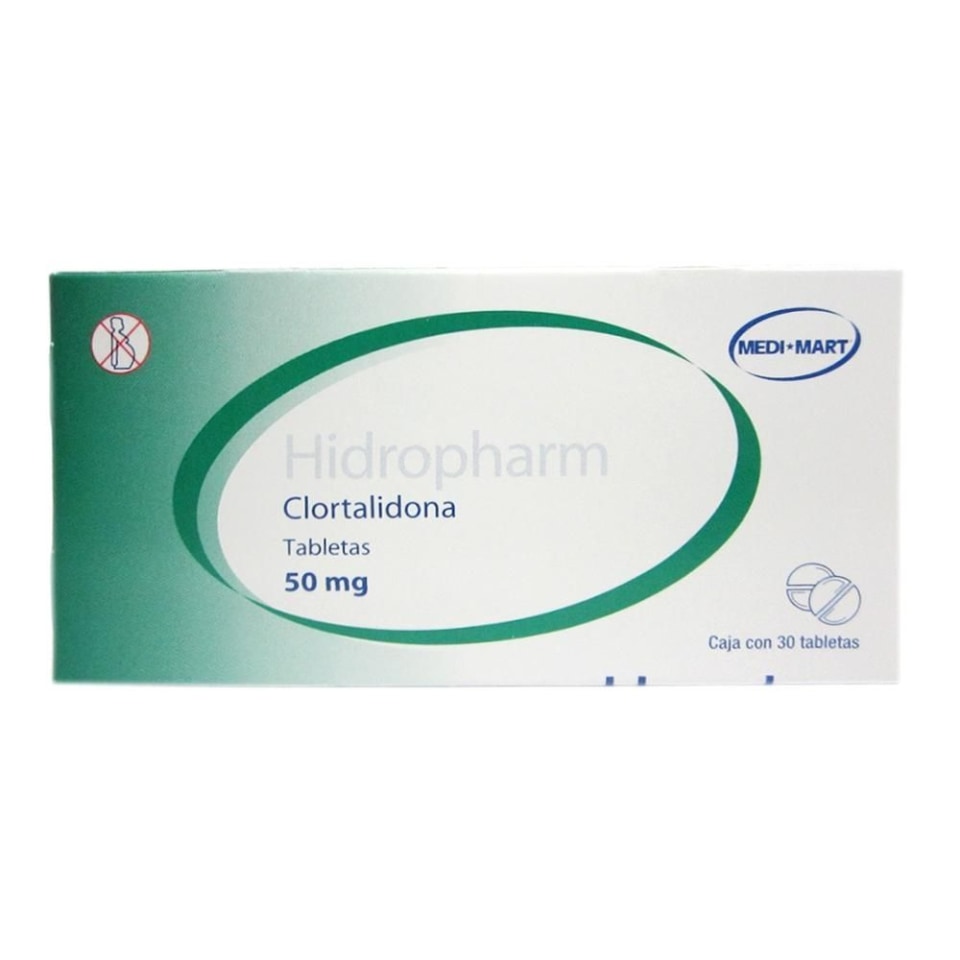 MEDI★MART
Hidropharm
Clortalidona
Tabletas
50 mg
Caja con 30 tabletas